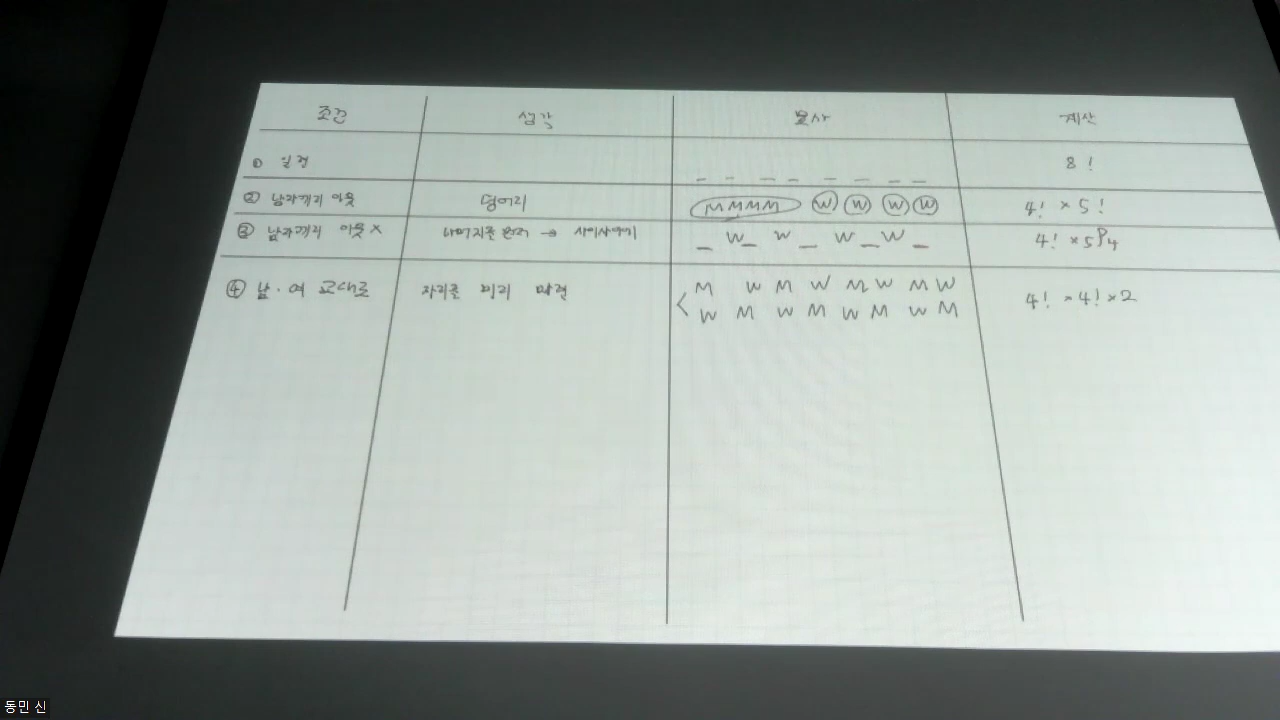 조건 생각 묘사 계산
① 일렬 _ _ _ _ _ _ _ _ 8!
② 남자끼리 이웃 덩어리 MMMM W W W W 4! × 5!
③ 남자끼리 이웃 × 나머지를 먼저 → 사이사이 _ W _ W _ W _ W _ 4! × 5P4
④ 남·여 교대로 자리를 미리 마련 < M W M W M W M W 4! × 4! × 2
W M W M W M W M
동민 신